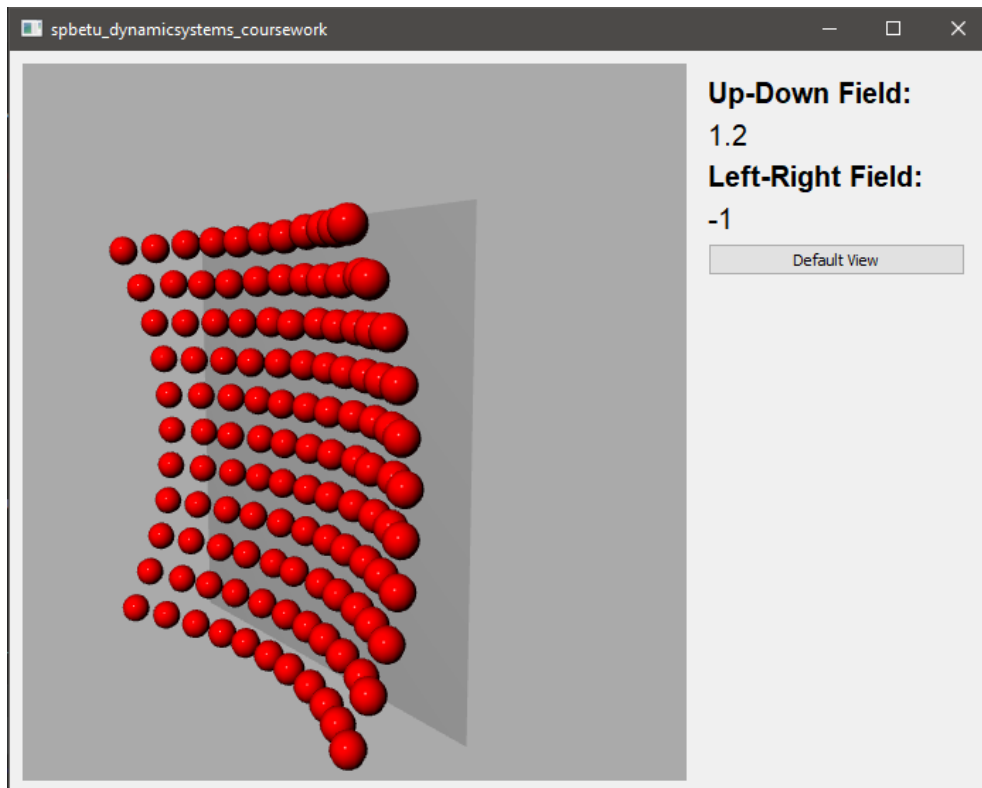 spbetu_dynamicsystems_coursework
Up-Down Field:
1.2
Left-Right Field:
-1
Default View